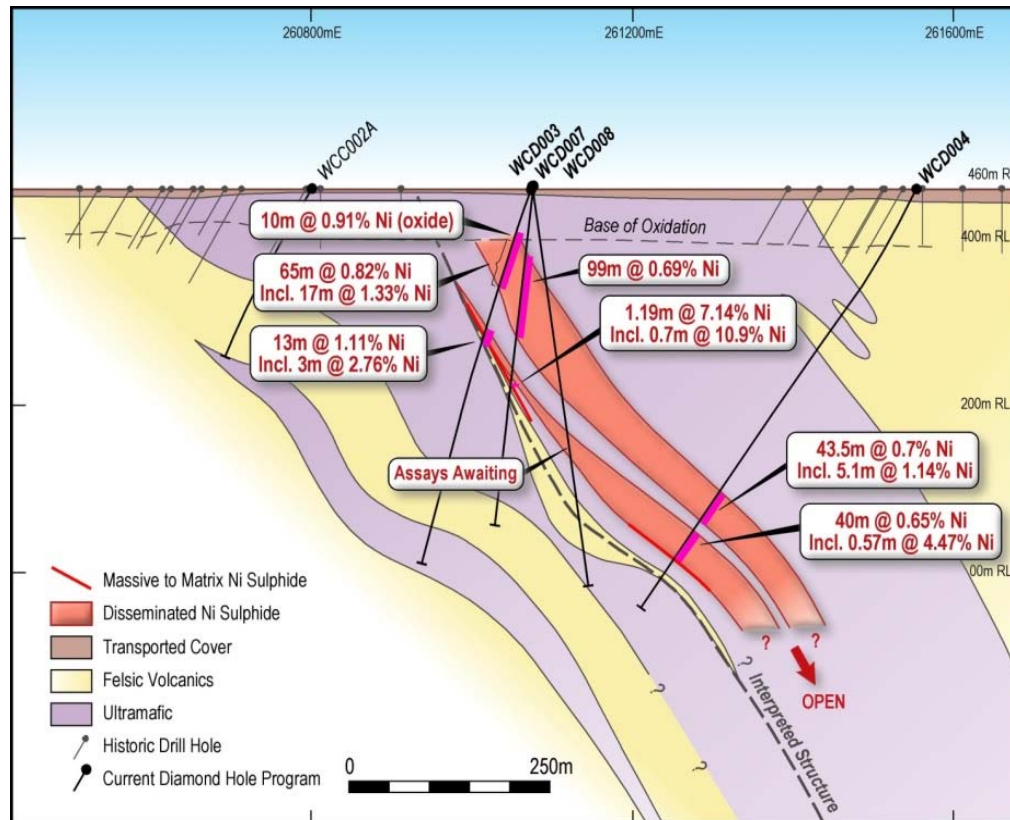 260800mE
261200mE
261600mE
WCC002A
WCD003
WCD007
WCD008
WCD004
460m R
10m @ 0.91% Ni (oxide)
Base of Oxidation
400m RL
65m @ 0.82% Ni
Incl. 17m @ 1.33% Ni
99m @ 0.69% Ni
1.19m @ 7.14% Ni
Incl. 0.7m @ 10.9% Ni
13m @ 1.11% Ni
Incl. 3m @ 2.76% Ni
200m RL
Assays Awaiting
43.5m @ 0.7% Ni
Incl. 5.1m @ 1.14% Ni
40m @ 0.65% Ni
Incl. 0.57m @ 4.47% Ni
00m RL
? ?
OPEN
?
?
?
Interpreted Structure
Massive to Matrix Ni Sulphide
Disseminated Ni Sulphide
Transported Cover
Felsic Volcanics
Ultramafic
Historic Drill Hole
Current Diamond Hole Program
0 250m